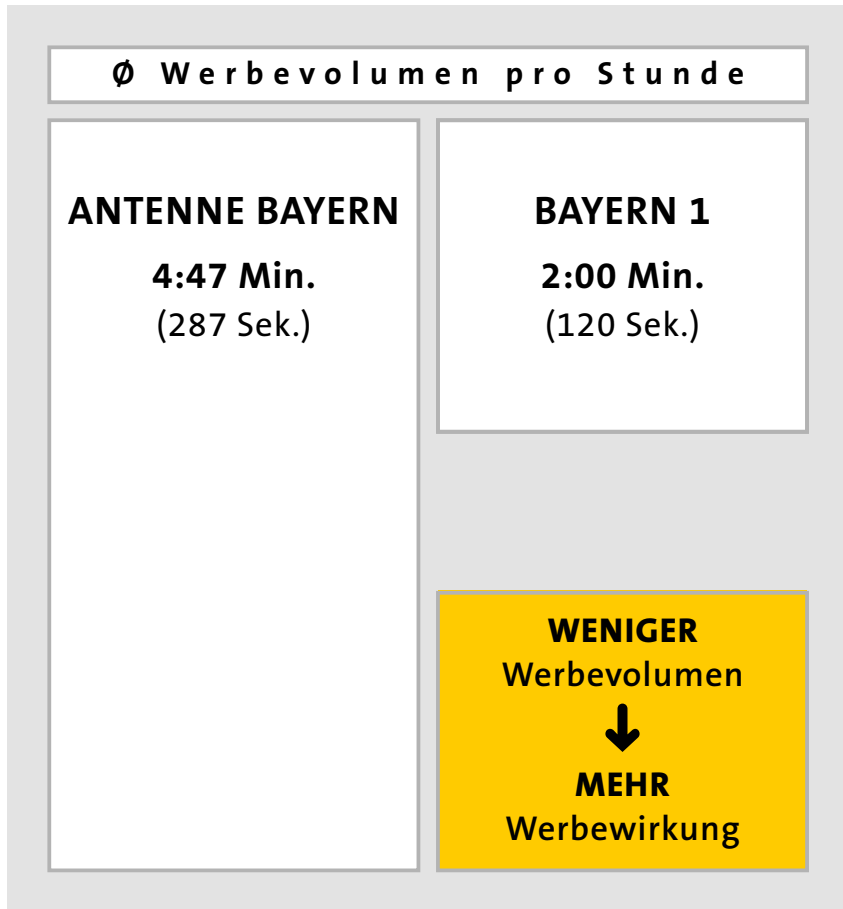 Ø Werbevolumen pro Stunde
ANTENNE BAYERN
4:47 Min.
(287 Sek.)
BAYERN 1
2:00 Min.
(120 Sek.)
WENIGER
Werbevolumen
↓
MEHR
Werbewirkung